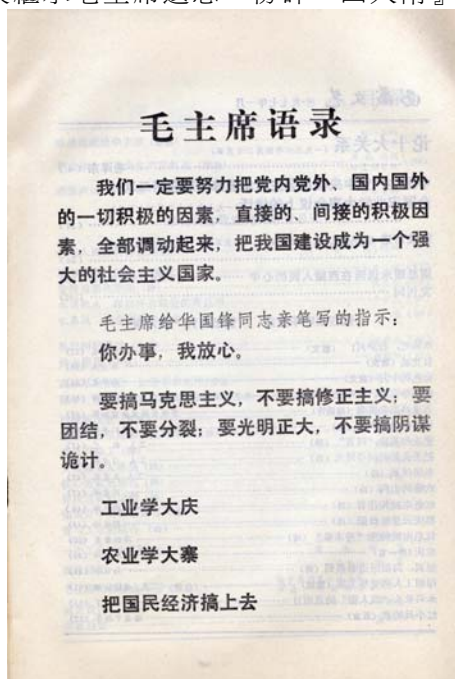 毛主席语录
我们一定要努力把党内党外、国内国外
的一切积极的因素，直接的、间接的积极因
素，全部调动起来，把我国建设成为一个强
大的社会主义国家。
毛主席给华国锋同志亲笔写的指示：
你办事，我放心。
要搞马克思主义，不要搞修正主义；要
团结，不要分裂；要光明正大，不要搞阴谋
诡计。
工业学大庆
农业学大寨
把国民经济搞上去